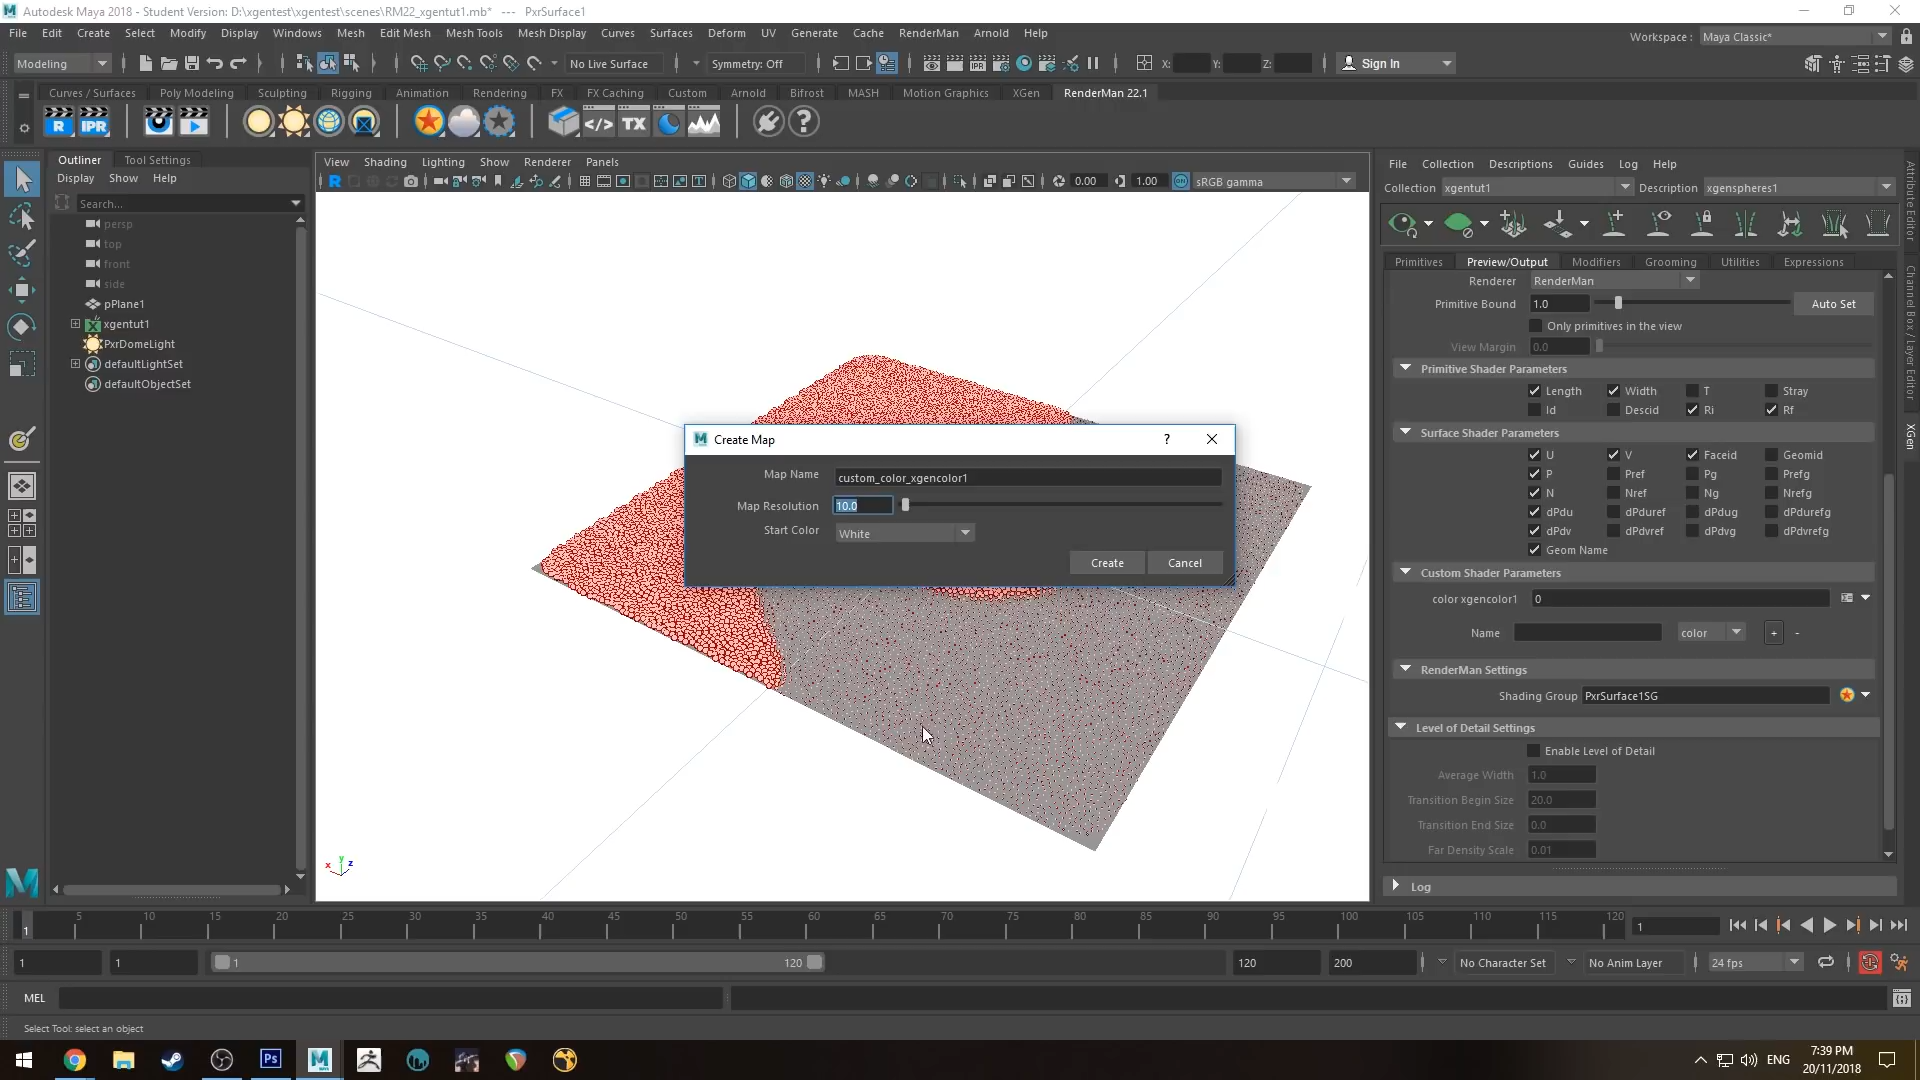 Autodesk Maya 2018 - Student Version: D:\xgentest\xgentest\scenes\RM22_xgentut1.mb* --- PxrSurface1
File Edit Create Select Modify Display Windows Mesh Edit Mesh Mesh Tools Mesh Display Curves Surfaces Deform UV Generate Cache RenderMan Arnold Help
Workspace : Maya Classic*
Modeling No Live Surface Symmetry: Off X: Y: Z: Sign In
Curves / Surfaces Poly Modeling Sculpting Rigging Animation Rendering FX FX Caching Custom Arnold Bifrost MASH Motion Graphics XGen RenderMan 22.1
R IPR </> TX ?
Outliner Tool Settings
Display Show Help
Search...
persp
top
front
side
pPlane1
xgentut1
PxrDomeLight
defaultLightSet
defaultObjectSet
View Shading Lighting Show Renderer Panels
R 0.00 1.00 sRGB gamma
Create Map ?
Map Name custom_color_xgencolor1
Map Resolution 10.0
Start Color White
Create Cancel
x y z
File Collection Descriptions Guides Log Help
Collection xgentut1 Description xgenspheres1
Primitives Preview/Output Modifiers Grooming Utilities Expressions
Renderer RenderMan
Primitive Bound 1.0 Auto Set
Only primitives in the view
View Margin 0.0
Primitive Shader Parameters
Length Width T Stray
Id Descid Ri Rf
Surface Shader Parameters
U V Faceid Geomid
P Pref Pg Prefg
N Nref Ng Nrefg
dPdu dPduref dPdug dPdurefg
dPdv dPdvref dPdvg dPdvrefg
Geom Name
Custom Shader Parameters
color xgencolor1 0
Name color + -
RenderMan Settings
Shading Group PxrSurface1SG
Level of Detail Settings
Enable Level of Detail
Average Width 1.0
Transition Begin Size 20.0
Transition End Size 0.0
Far Density Scale 0.01
Log
Attribute Editor
Channel Box / Layer Editor
XGen
1 5 10 15 20 25 30 35 40 45 50 55 60 65 70 75 80 85 90 95 100 105 110 115 120 1
1 1 1 120 120 200 No Character Set No Anim Layer 24 fps
MEL
Select Tool: select an object
Ps ENG 7:39 PM
20/11/2018